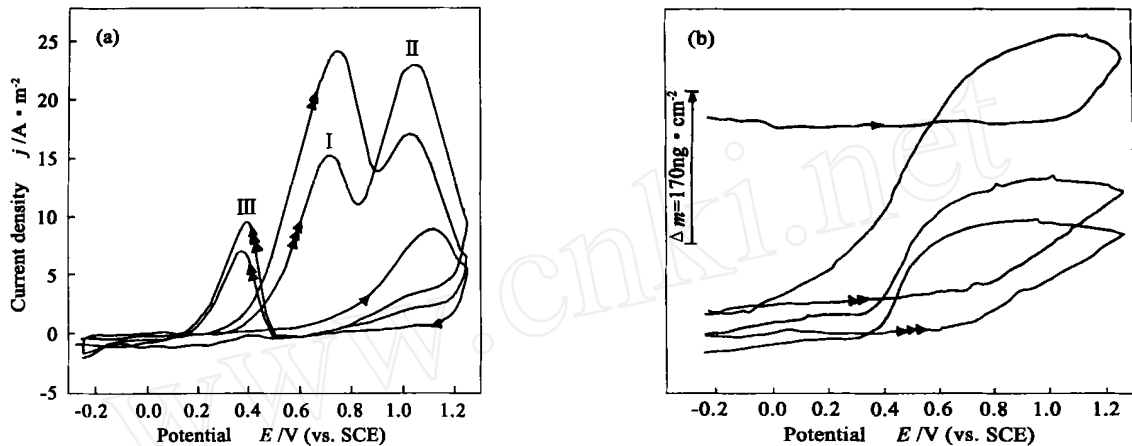 (a)
II
I
III
25
20
15
10
5
0
-5
Current density j /A · m⁻²
-0.2 0.0 0.2 0.4 0.6 0.8 1.0 1.2
Potential E /V (vs. SCE)
(b)
Δ m=170ng · cm⁻²
-0.2 0.0 0.2 0.4 0.6 0.8 1.0 1.2
Potential E /V (vs. SCE)
www.cnki.net